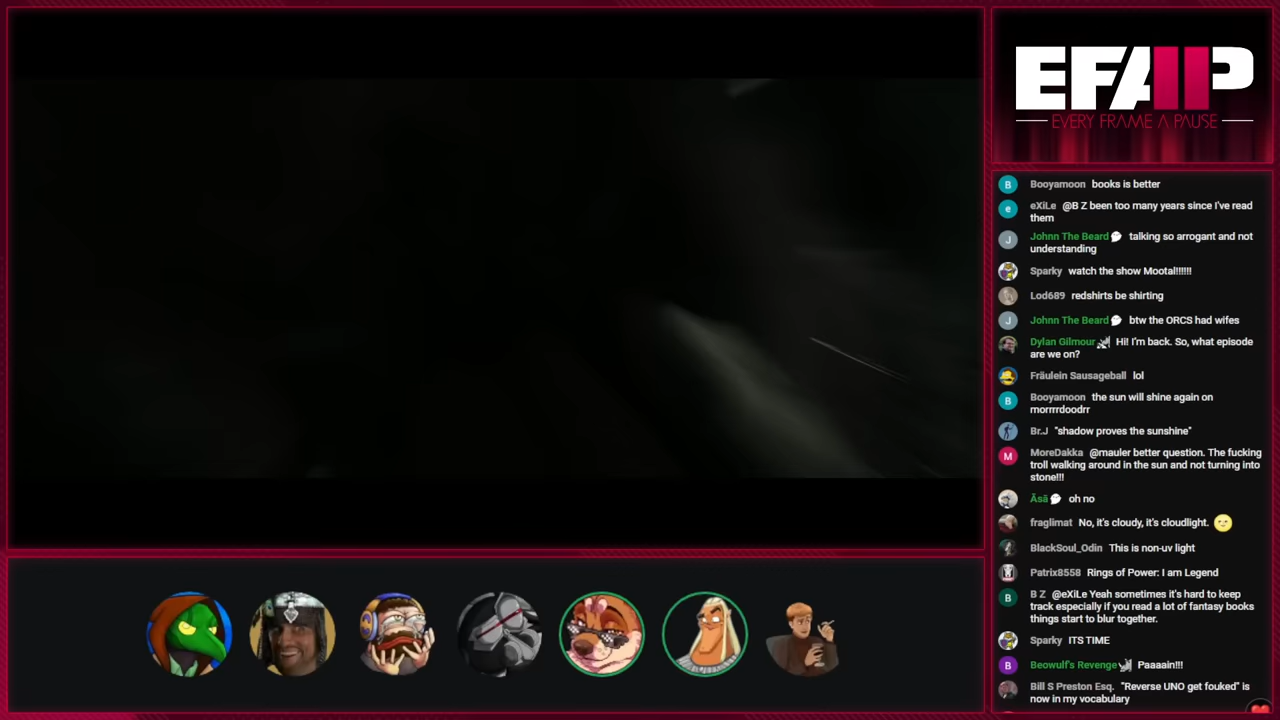 EFAP
EVERY FRAME A PAUSE
B Booyamoon books is better
e eXiLe @B Z been too many years since I've read
them
J Johnn The Beard talking so arrogant and not
understanding
Sparky watch the show Mootal!!!!!!
Lod689 redshirts be shirting
J Johnn The Beard btw the ORCS had wifes
Dylan Gilmour Hi! I'm back. So, what episode
are we on?
Fräulein Sausageball lol
B Booyamoon the sun will shine again on
morrrrdoodrr
Br.J "shadow proves the sunshine"
M MoreDakka @mauler better question. The fucking
troll walking around in the sun and not turning into
stone!!!
Äsä oh no
fraglimat No, it's cloudy, it's cloudlight.
BlackSoul_Odin This is non-uv light
Patrix8558 Rings of Power: I am Legend
B B Z @eXiLe Yeah sometimes it's hard to keep
track especially if you read a lot of fantasy books
things start to blur together.
Sparky ITS TIME
B Beowulf's Revenge Paaaain!!!
Bill S Preston Esq. "Reverse UNO get fouked" is
now in my vocabulary